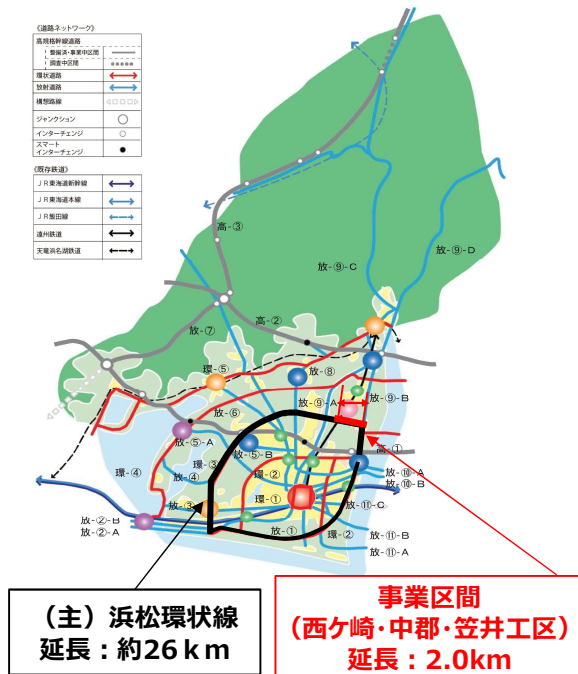 《道路ネットワーク》
高規格幹線道路
整備済・事業中区間
調査中区間
環状道路
放射道路
構想路線
ジャンクション
インターチェンジ
スマート
インターチェンジ
《既存鉄道》
JR東海道新幹線
JR東海道本線
JR飯田線
遠州鉄道
天竜浜名湖鉄道
高-③
放-⑨-C
放-⑨-D
放-⑦
高-②
環-⑤
放-⑧
放-⑨-A
放-⑨-B
放-⑥
放-⑤-A
放-⑤-B
高-①
環-④
環-③
放-④
環-②
放-⑩-A
放-⑩-B
放-③
環-①
放-⑪-C
放-②-B
放-②-A
放-①
環-②
放-⑪-B
放-⑪-A
（主）浜松環状線
延長：約26ｋｍ
事業区間
（西ケ崎・中郡・笠井工区）
延長：2.0km